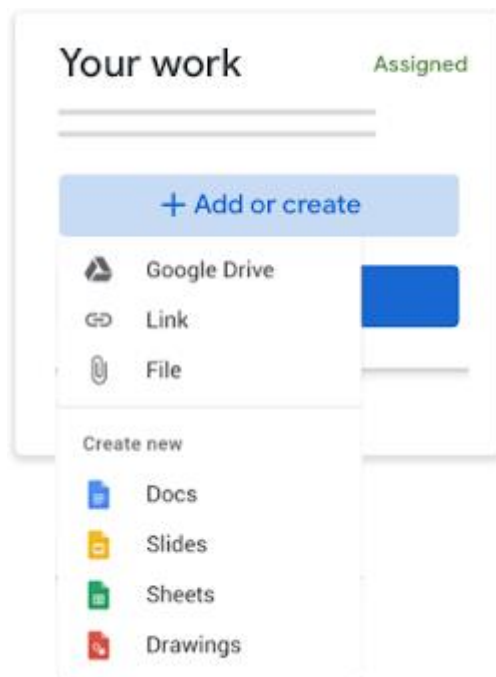 Your work
Assigned
+ Add or create
Google Drive
Link
File
Create new
Docs
Slides
Sheets
Drawings